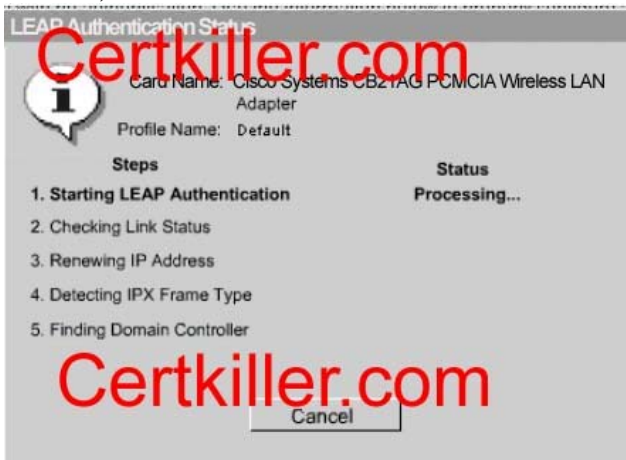 LEAP Authentication Status
Certkiller.com
Card Name: Cisco Systems CB21AG PCMCIA Wireless LAN
Adapter
Profile Name: Default
Steps Status
1. Starting LEAP Authentication Processing...
2. Checking Link Status
3. Renewing IP Address
4. Detecting IPX Frame Type
5. Finding Domain Controller
Certkiller.com
Cancel